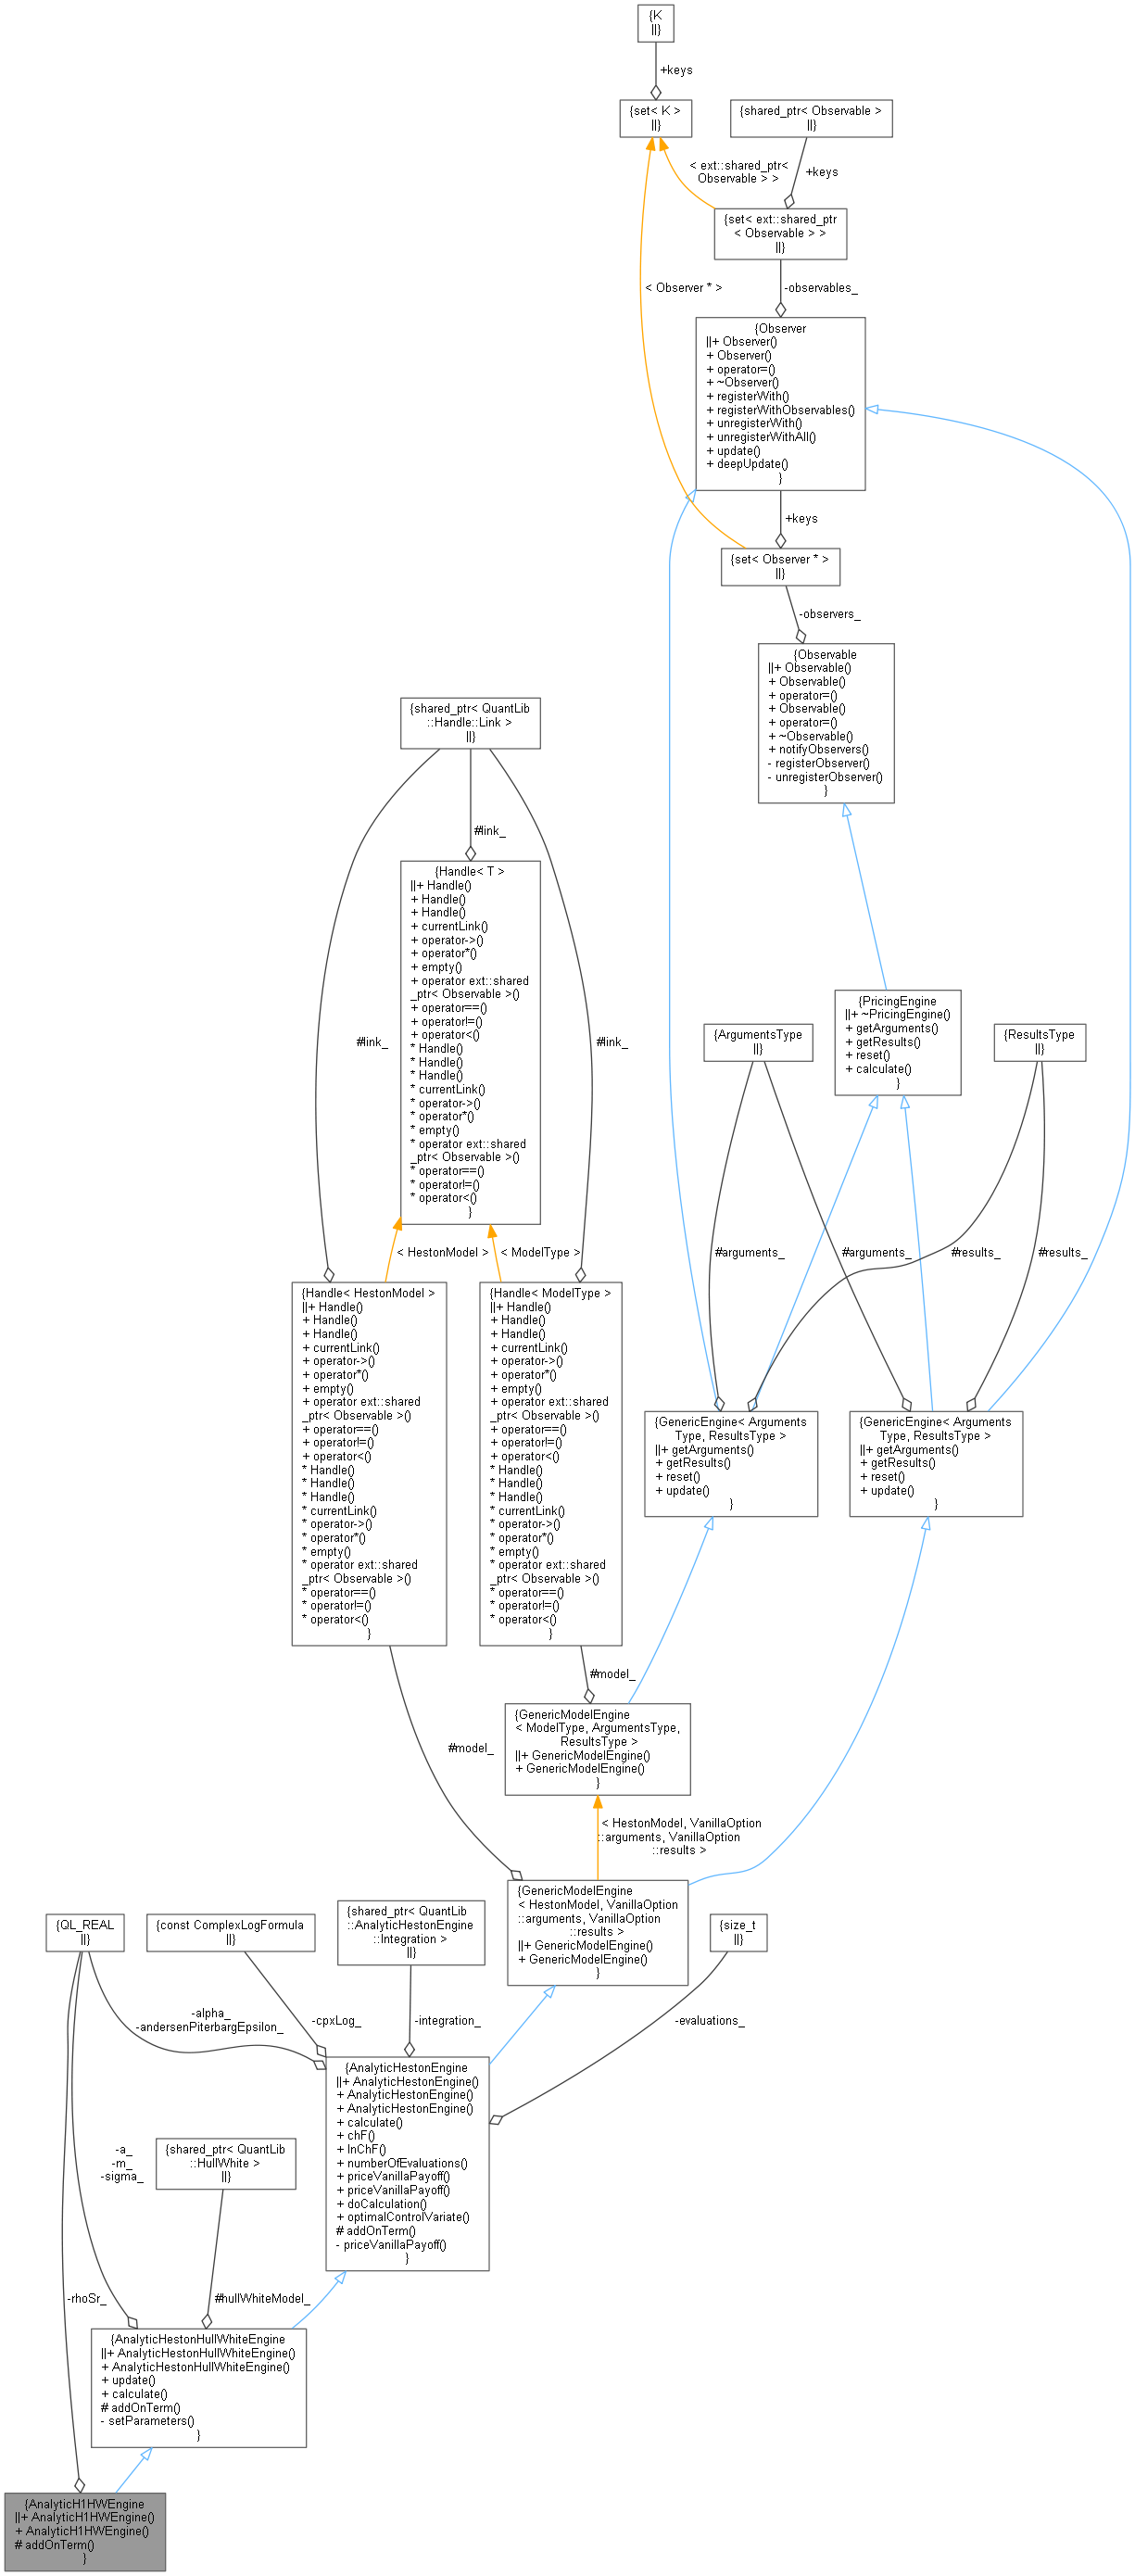 {K
||}
+keys
{set< K >
||}
{shared_ptr< Observable >
||}
< ext::shared_ptr<
Observable > >
+keys
{set< ext::shared_ptr
< Observable > >
||}
< Observer * >
-observables_
{Observer
||+ Observer()
+ Observer()
+ operator=()
+ ~Observer()
+ registerWith()
+ registerWithObservables()
+ unregisterWith()
+ unregisterWithAll()
+ update()
+ deepUpdate()
}
+keys
{set< Observer * >
||}
-observers_
{Observable
||+ Observable()
+ Observable()
+ operator=()
+ Observable()
+ operator=()
+ ~Observable()
+ notifyObservers()
- registerObserver()
- unregisterObserver()
}
{shared_ptr< QuantLib
::Handle::Link >
||}
#link_
{Handle< T >
||+ Handle()
+ Handle()
+ Handle()
+ currentLink()
+ operator->()
+ operator*()
+ empty()
+ operator ext::shared
_ptr< Observable >()
+ operator==()
+ operator!=()
+ operator<()
* Handle()
* Handle()
* Handle()
* currentLink()
* operator->()
* operator*()
* empty()
* operator ext::shared
_ptr< Observable >()
* operator==()
* operator!=()
* operator<()
}
#link_
#link_
{PricingEngine
||+ ~PricingEngine()
+ getArguments()
+ getResults()
+ reset()
+ calculate()
}
{ArgumentsType
||}
{ResultsType
||}
< HestonModel >
< ModelType >
#arguments_
#arguments_
#results_
#results_
{Handle< HestonModel >
||+ Handle()
+ Handle()
+ Handle()
+ currentLink()
+ operator->()
+ operator*()
+ empty()
+ operator ext::shared
_ptr< Observable >()
+ operator==()
+ operator!=()
+ operator<()
* Handle()
* Handle()
* Handle()
* currentLink()
* operator->()
* operator*()
* empty()
* operator ext::shared
_ptr< Observable >()
* operator==()
* operator!=()
* operator<()
}
{Handle< ModelType >
||+ Handle()
+ Handle()
+ Handle()
+ currentLink()
+ operator->()
+ operator*()
+ empty()
+ operator ext::shared
_ptr< Observable >()
+ operator==()
+ operator!=()
+ operator<()
* Handle()
* Handle()
* Handle()
* currentLink()
* operator->()
* operator*()
* empty()
* operator ext::shared
_ptr< Observable >()
* operator==()
* operator!=()
* operator<()
}
{GenericEngine< Arguments
Type, ResultsType >
||+ getArguments()
+ getResults()
+ reset()
+ update()
}
{GenericEngine< Arguments
Type, ResultsType >
||+ getArguments()
+ getResults()
+ reset()
+ update()
}
#model_
{GenericModelEngine
< ModelType, ArgumentsType,
ResultsType >
||+ GenericModelEngine()
+ GenericModelEngine()
}
#model_
< HestonModel, VanillaOption
::arguments, VanillaOption
::results >
{GenericModelEngine
< HestonModel, VanillaOption
::arguments, VanillaOption
::results >
||+ GenericModelEngine()
+ GenericModelEngine()
}
{QL_REAL
||}
{const ComplexLogFormula
||}
{shared_ptr< QuantLib
::AnalyticHestonEngine
::Integration >
||}
{size_t
||}
-alpha_
-andersenPiterbargEpsilon_
-cpxLog_
-integration_
-evaluations_
{AnalyticHestonEngine
||+ AnalyticHestonEngine()
+ AnalyticHestonEngine()
+ AnalyticHestonEngine()
+ calculate()
+ chF()
+ lnChF()
+ numberOfEvaluations()
+ priceVanillaPayoff()
+ priceVanillaPayoff()
+ doCalculation()
+ optimalControlVariate()
# addOnTerm()
- priceVanillaPayoff()
}
-a_
-m_
-sigma_
{shared_ptr< QuantLib
::HullWhite >
||}
-rhoSr_
#hullWhiteModel_
{AnalyticHestonHullWhiteEngine
||+ AnalyticHestonHullWhiteEngine()
+ AnalyticHestonHullWhiteEngine()
+ update()
+ calculate()
# addOnTerm()
- setParameters()
}
{AnalyticH1HWEngine
||+ AnalyticH1HWEngine()
+ AnalyticH1HWEngine()
# addOnTerm()
}